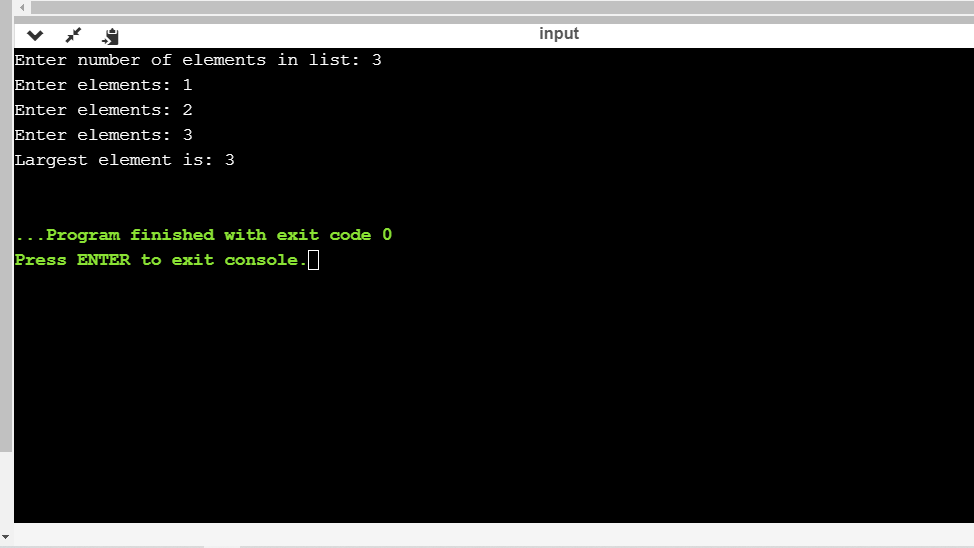 input
Enter number of elements in list: 3
Enter elements: 1
Enter elements: 2
Enter elements: 3
Largest element is: 3
...Program finished with exit code 0
Press ENTER to exit console.